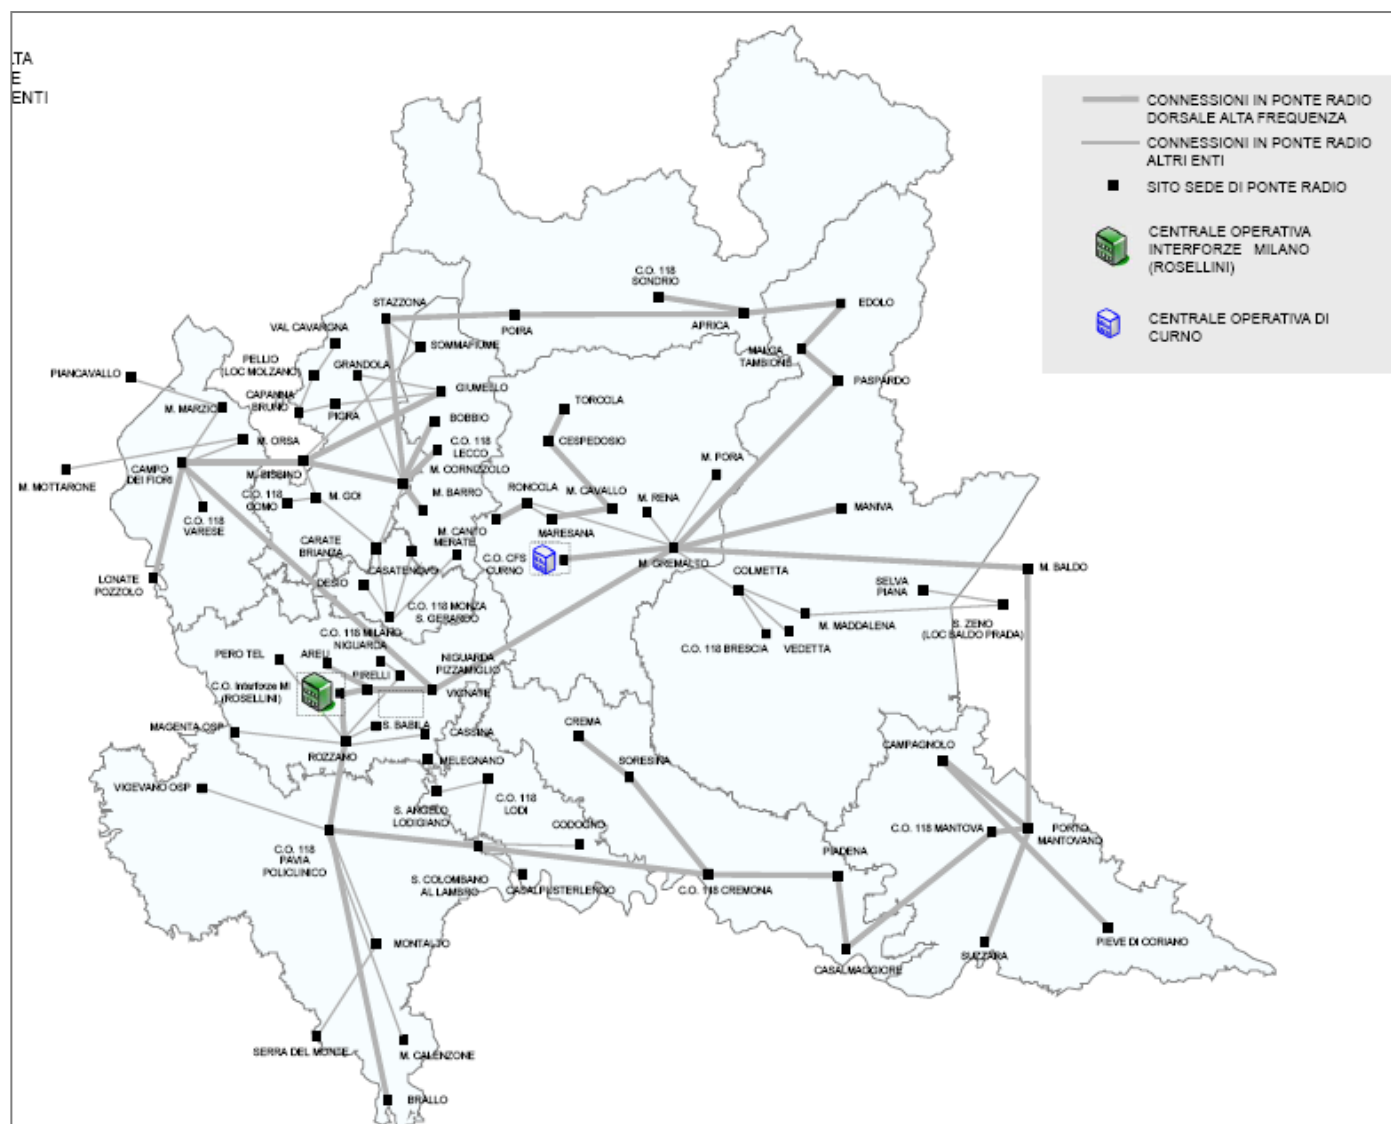 LTA
E
ENTI
CONNESSIONI IN PONTE RADIO
DORSALE ALTA FREQUENZA
CONNESSIONI IN PONTE RADIO
ALTRI ENTI
SITO SEDE DI PONTE RADIO
CENTRALE OPERATIVA
INTERFORZE MILANO
(ROSELLINI)
CENTRALE OPERATIVA DI
CURNO
C.O. 118
SONDRIO
STAZZONA
POIRA
APRICA
EDOLO
VAL CAVARGNA
SOMMAFIUME
MALGA
TAMBIONE
PELLIO
(LOC MOLZANO)
GRANDOLA
PIANCAVALLO
GIUMELLO
PASPARDO
CAPANNA
BRUNO
PIGRA
M. MARZIO
TORCOLA
BOBBIO
M. ORSA
C.O. 118
LECCO
CESPEDOSIO
M. PORA
M. MOTTARONE
CAMPO
DEI FIORI
M. BISBINO
M. CORNIZZOLO
RONCOLA
M. CAVALLO
M. RENA
C.O. 118
COMO
M. GOI
M. BARRO
MANIVA
C.O. 118
VARESE
M. CANTO
MERATE
MARESANA
CARATE
BRIANZA
CASATENOVO
C.O. CFS
CURNO
M. GREMALTO
M. BALDO
LONATE
POZZOLO
DESIO
COLMETTA
SELVA
PIANA
C.O. 118 MONZA
S. GERARDO
M. MADDALENA
S. ZENO
(LOC BALDO PRADA)
C.O. 118 MILANO
NIGUARDA
C.O. 118 BRESCIA
VEDETTA
PERO TEL
AREU
NIGUARDA
PIZZAMIGLIO
PIRELLI
C.O. Interforze MI
(ROSELLINI)
VIGNATE
MAGENTA OSP
S. BABILA
CASSINA
CREMA
ROZZANO
MELEGNANO
SORESINA
CAMPAGNOLO
VIGEVANO OSP
S. ANGELO
LODIGIANO
C.O. 118
LODI
CODOGNO
C.O. 118 MANTOVA
PORTO
MANTOVANO
C.O. 118
PAVIA
POLICLINICO
S. COLOMBANO
AL LAMBRO
CASALPUSTERLENGO
C.O. 118 CREMONA
PIADENA
MONTALTO
CASALMAGGIORE
SUZZARA
PIEVE DI CORIANO
SERRA DEL MONTE
M. CALENZONE
BRALLO